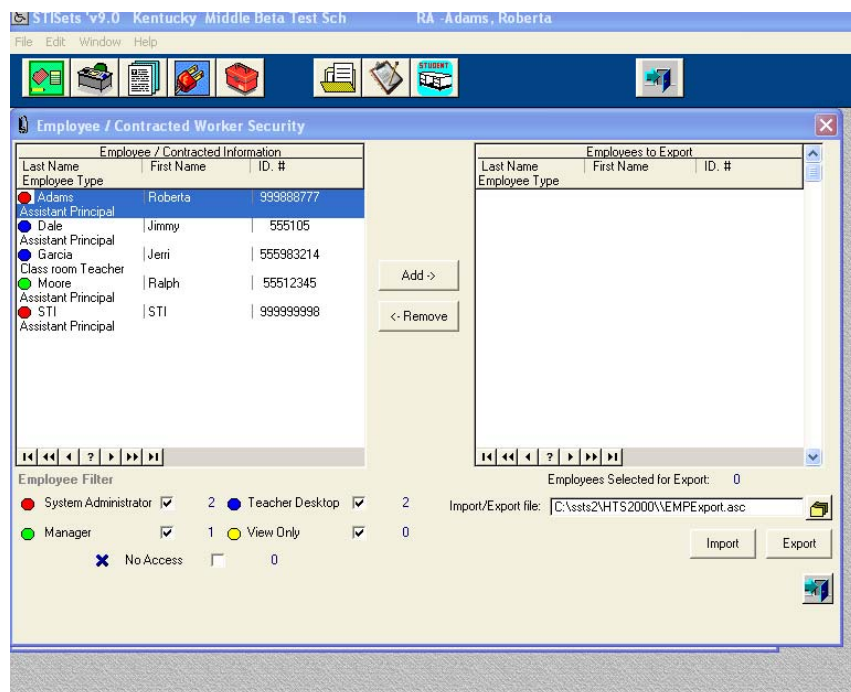 STISets 'v9.0 Kentucky Middle Beta Test Sch RA -Adams, Roberta
File Edit Window Help
STUDENT
Employee / Contracted Worker Security
Employee / Contracted Information
Last Name First Name ID. #
Employee Type
Adams Roberta 999888777
Assistant Principal
Dale Jimmy 555105
Assistant Principal
Garcia Jerri 555983214
Class room Teacher
Moore Ralph 55512345
Assistant Principal
STI STI 999999998
Assistant Principal
Add ->
<- Remove
Employees to Export
Last Name First Name ID. #
Employee Type
?
?
Employee Filter
Employees Selected for Export: 0
System Administrator 2 Teacher Desktop 2
Import/Export file: C:\ssts2\HTS2000\\EMPExport.asc
Manager 1 View Only 0
Import Export
No Access 0